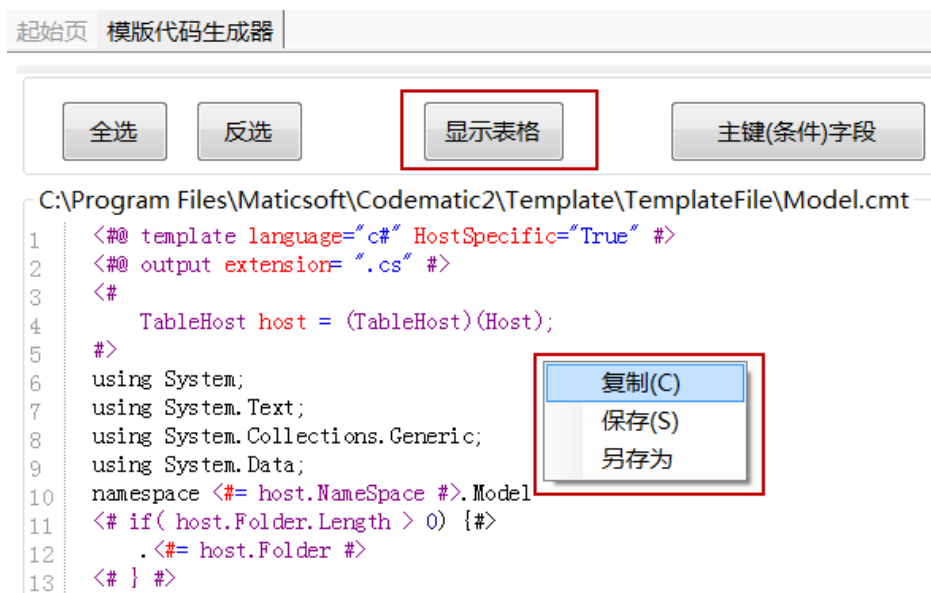 起始页 模版代码生成器
全选 反选 显示表格 主键(条件)字段
C:\Program Files\Maticsoft\Codematic2\Template\TemplateFile\Model.cmt
1 <#@ template language="c#" HostSpecific="True" #>
2 <#@ output extension= ".cs" #>
3 <#
4 TableHost host = (TableHost)(Host);
5 #>
6 using System;
7 using System.Text;
8 using System.Collections.Generic;
9 using System.Data;
10 namespace <#= host.NameSpace #>.Model
11 <# if( host.Folder.Length > 0) {#>
12 .<#= host.Folder #>
13 <# } #>
复制(C)
保存(S)
另存为